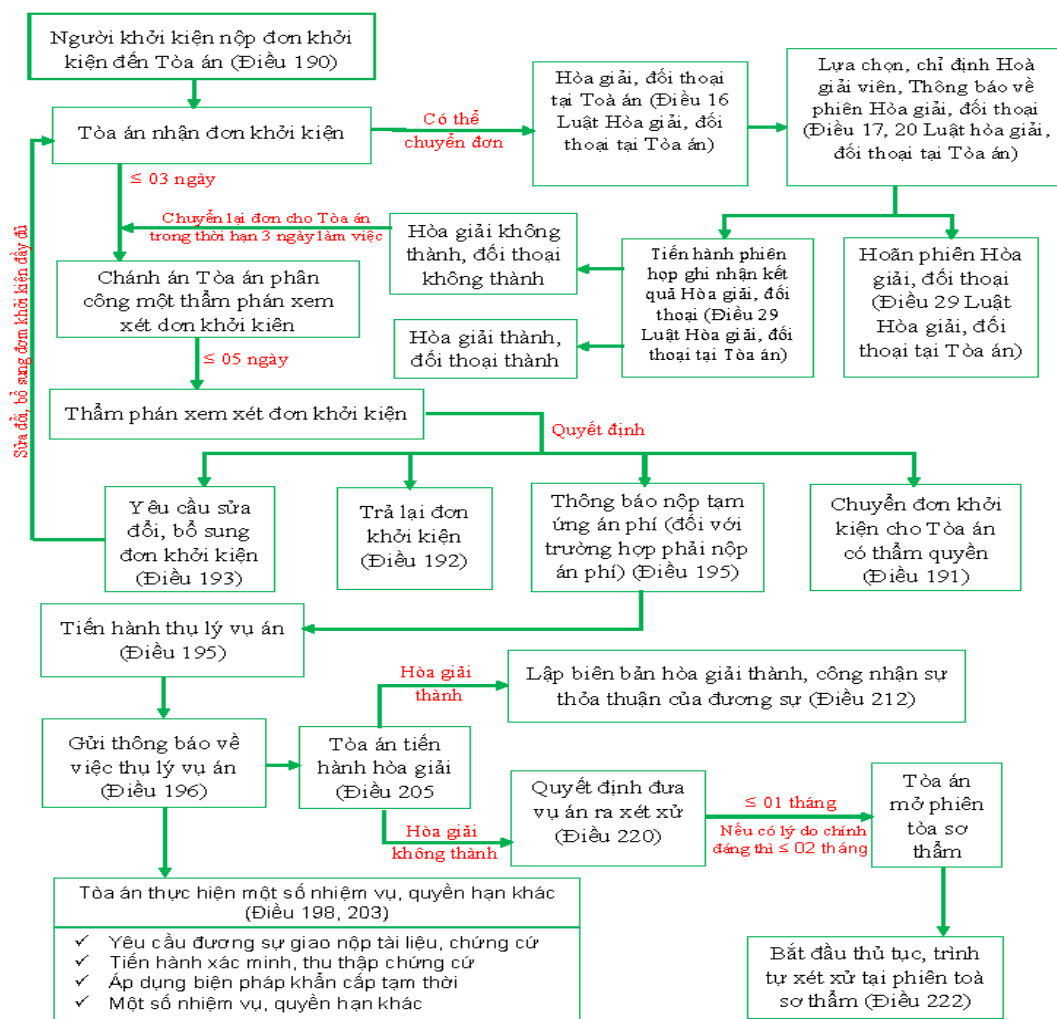 Người khởi kiện nộp đơn khởi
kiện đến Tòa án (Điều 190)
Tòa án nhận đơn khởi kiện
Có thể
chuyển đơn
Hòa giải, đối thoại
tại Toà án (Điều 16
Luật Hòa giải, đối
thoại tại Tòa án)
Lựa chọn, chỉ định Hoà
giải viên, Thông báo về
phiên Hòa giải, đối thoại
(Điều 17, 20 Luật hòa giải,
đối thoại tại Tòa án)
≤ 03 ngày
Chuyển lại đơn cho Tòa án
trong thời hạn 3 ngày làm việc
Hòa giải không
thành, đối thoại
không thành
Tiến hành phiên
họp ghi nhận kết
quả Hòa giải, đối
thoại (Điều 29
Luật Hòa giải, đối
thoại tại Tòa án)
Hoãn phiên Hòa
giải, đối thoại
(Điều 29 Luật
Hòa giải, đối
thoại tại Tòa án)
Hòa giải thành,
đối thoại thành
Chánh án Tòa án phân
công một thẩm phán xem
xét dơn khởi kiên
≤ 05 ngày
Sửa đổi, bổ sung đơn khởi kiện đầy đủ
Thẩm phán xem xét đơn khởi kiện
Quyết định
Yêu cầu sửa
đổi, bổ sung
đơn khởi kiện
(Điều 193)
Trả lại đơn
khởi kiện
(Điều 192)
Thông báo nộp tạm
ứng án phí (đối với
trường hợp phải nộp
án phí) (Điều 195)
Chuyển đơn khởi
kiện cho Tòa án
có thẩm quyền
(Điều 191)
Tiến hành thụ lý vụ án
(Điều 195)
Hòa giải
thành
Lập biên bản hòa giải thành, công nhận sự
thỏa thuận của đương sự (Điều 212)
Gửi thông báo về
việc thụ lý vụ án
(Điều 196)
Tòa án tiến
hành hòa giải
(Điều 205
Hòa giải
không thành
Quyết định đưa
vụ án ra xét xử
(Điều 220)
≤ 01 tháng
Nếu có lý do chính
đáng thì ≤ 02 tháng
Tòa án
mở phiên
tòa sơ
thẩm
Tòa án thực hiện một số nhiệm vụ, quyền hạn khác
(Điều 198, 203)
✓ Yêu cầu đương sự giao nộp tài liệu, chứng cứ
✓ Tiến hành xác minh, thu thập chứng cứ
✓ Áp dụng biện pháp khẩn cấp tạm thời
✓ Một số nhiệm vụ, quyền hạn khác
Bắt đầu thủ tục, trình
tự xét xử tại phiên toà
sơ thẩm (Điều 222)